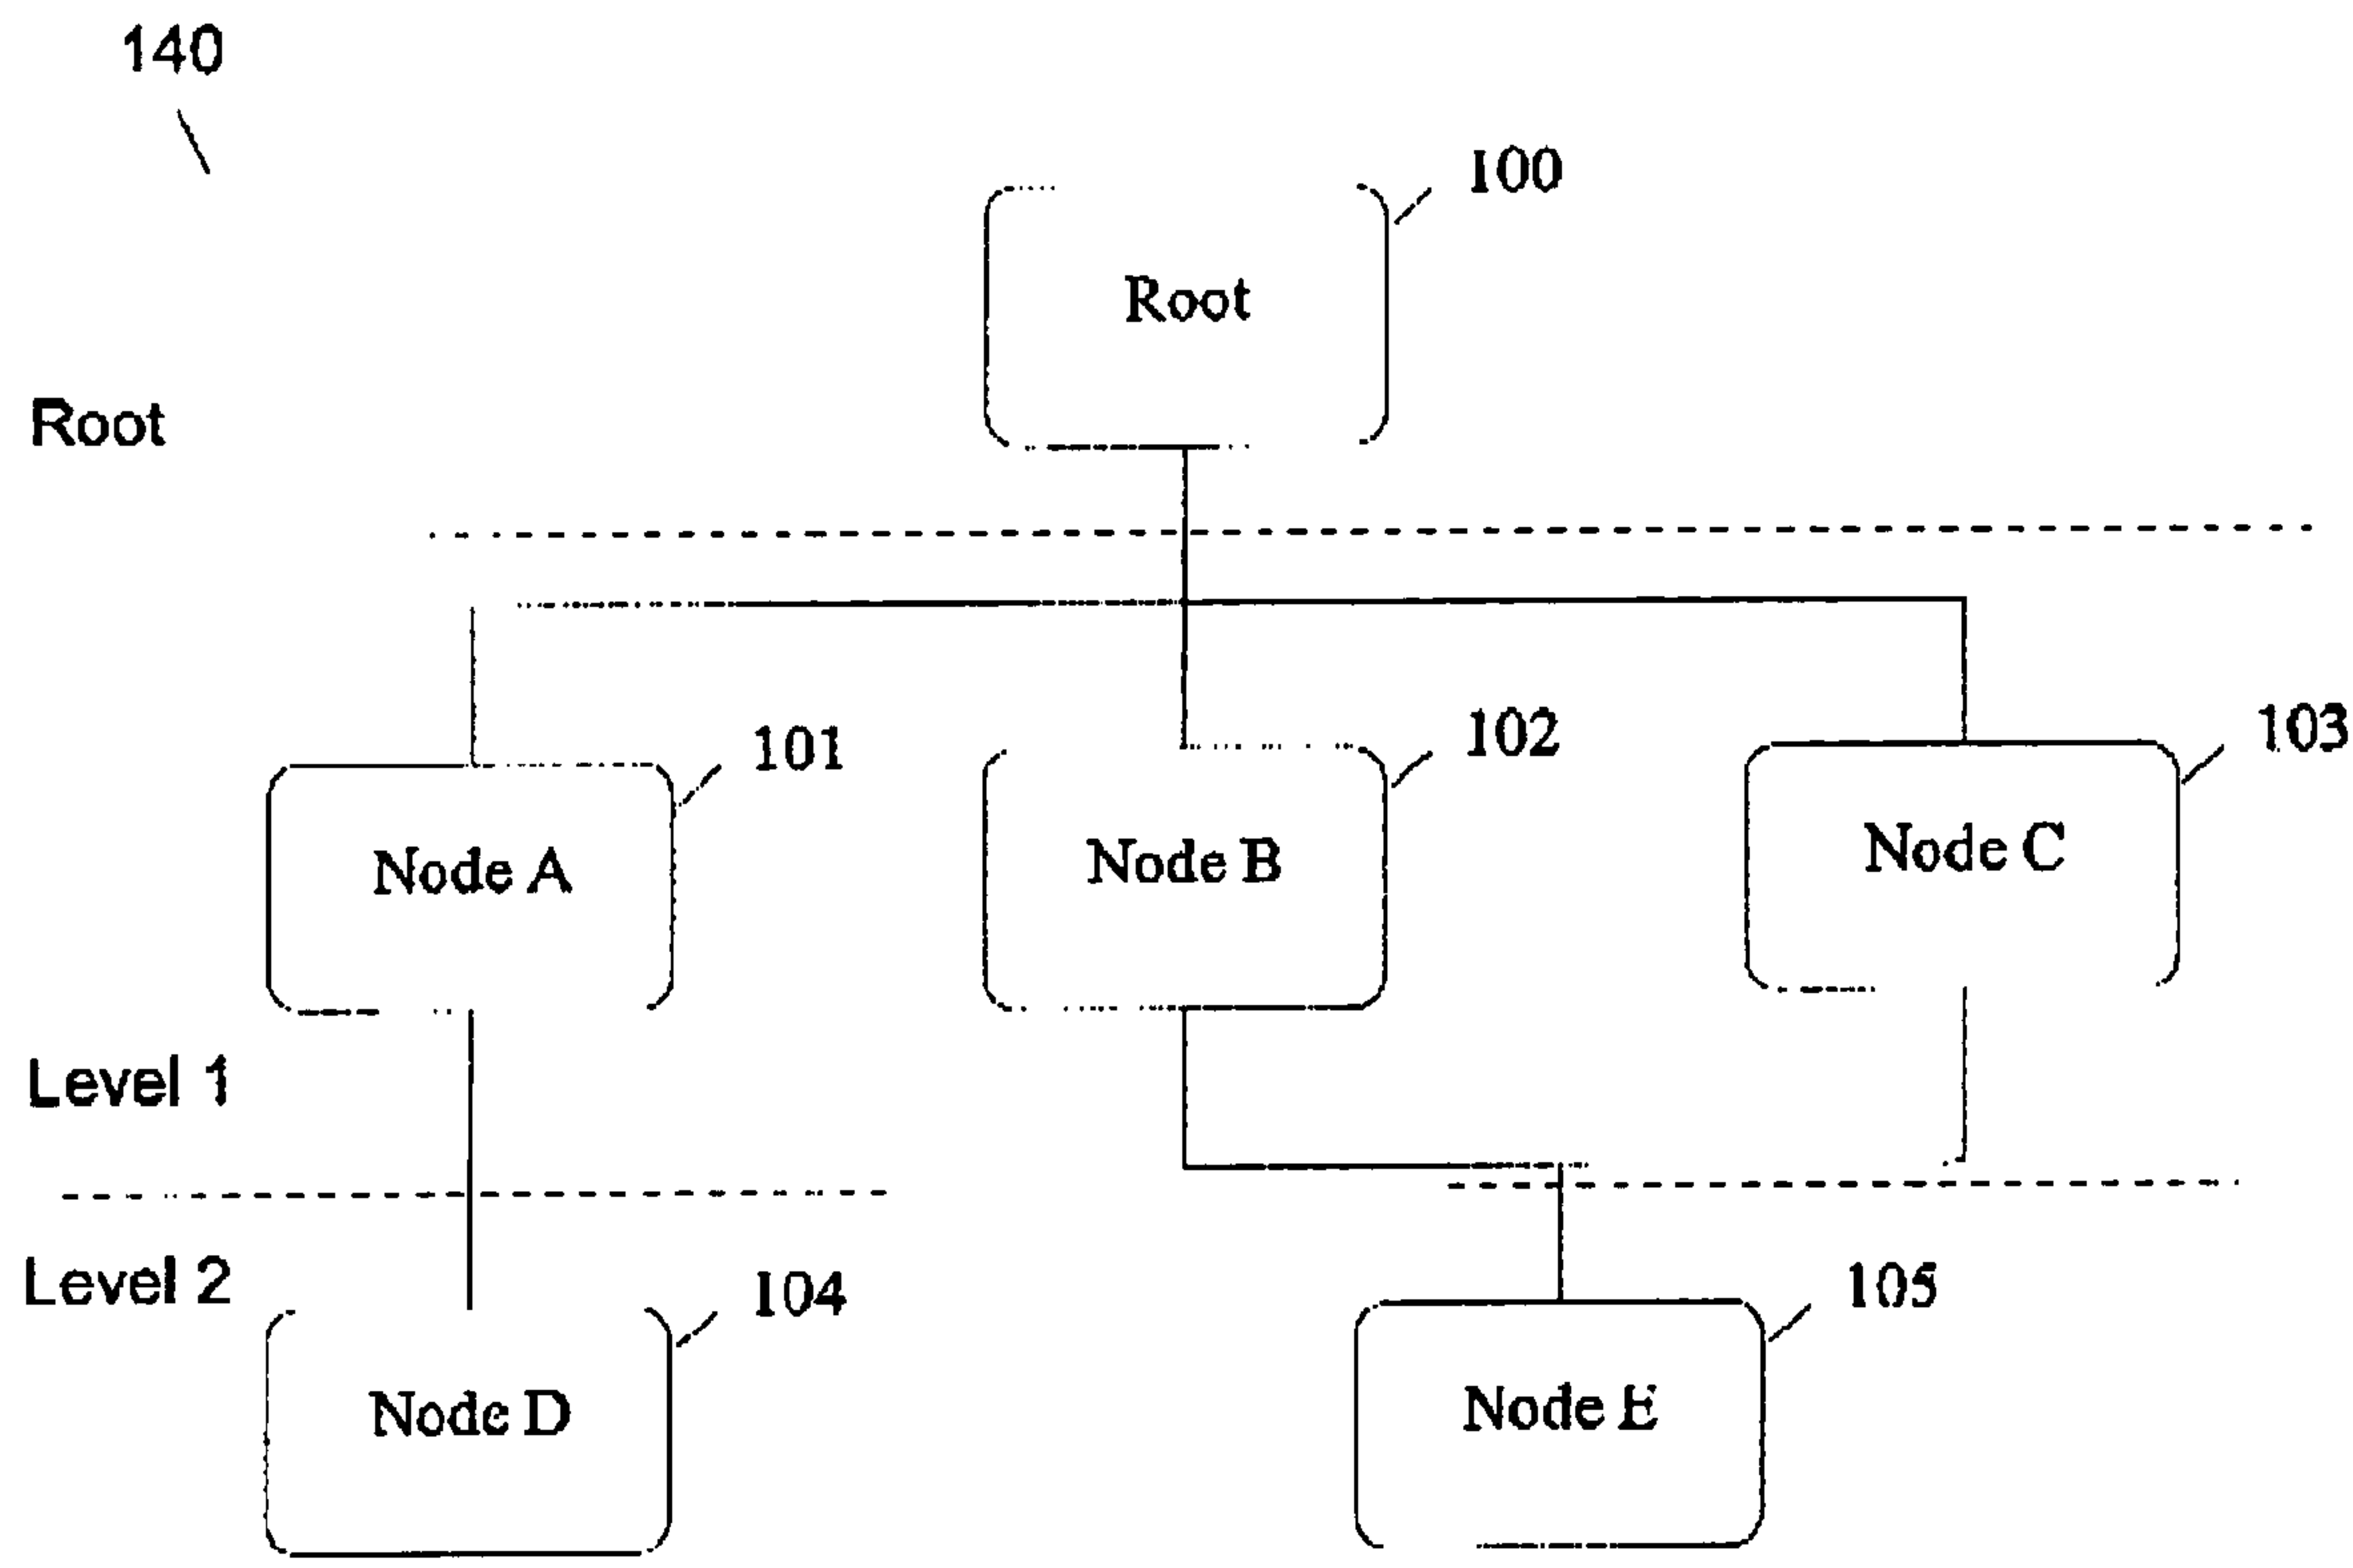 140
100
Root
Root
101
102
103
Node A
Node B
Node C
Level 1
Level 2
104
105
Node D
Node E